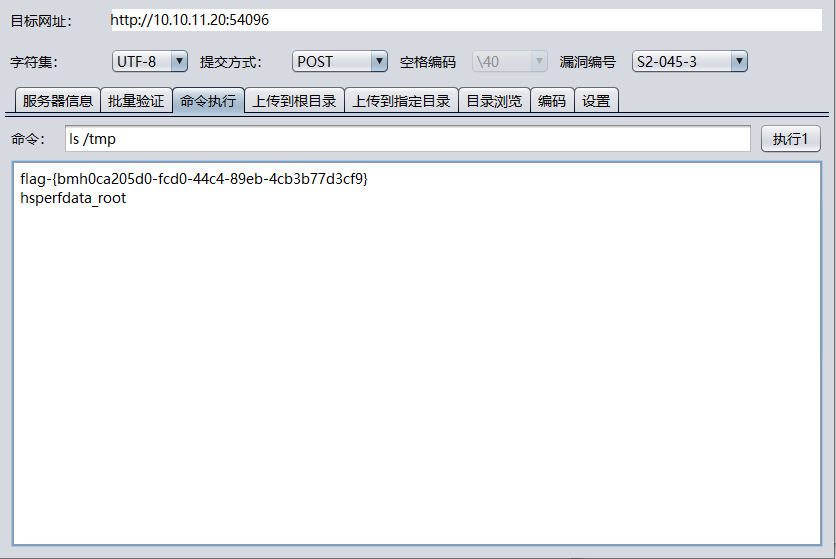 目标网址： http://10.10.11.20:54096
字符集： UTF-8 提交方式： POST 空格编码 \40 漏洞编号 S2-045-3
服务器信息 批量验证 命令执行 上传到根目录 上传到指定目录 目录浏览 编码 设置
命令： ls /tmp 执行1
flag-{bmh0ca205d0-fcd0-44c4-89eb-4cb3b77d3cf9}
hsperfdata_root